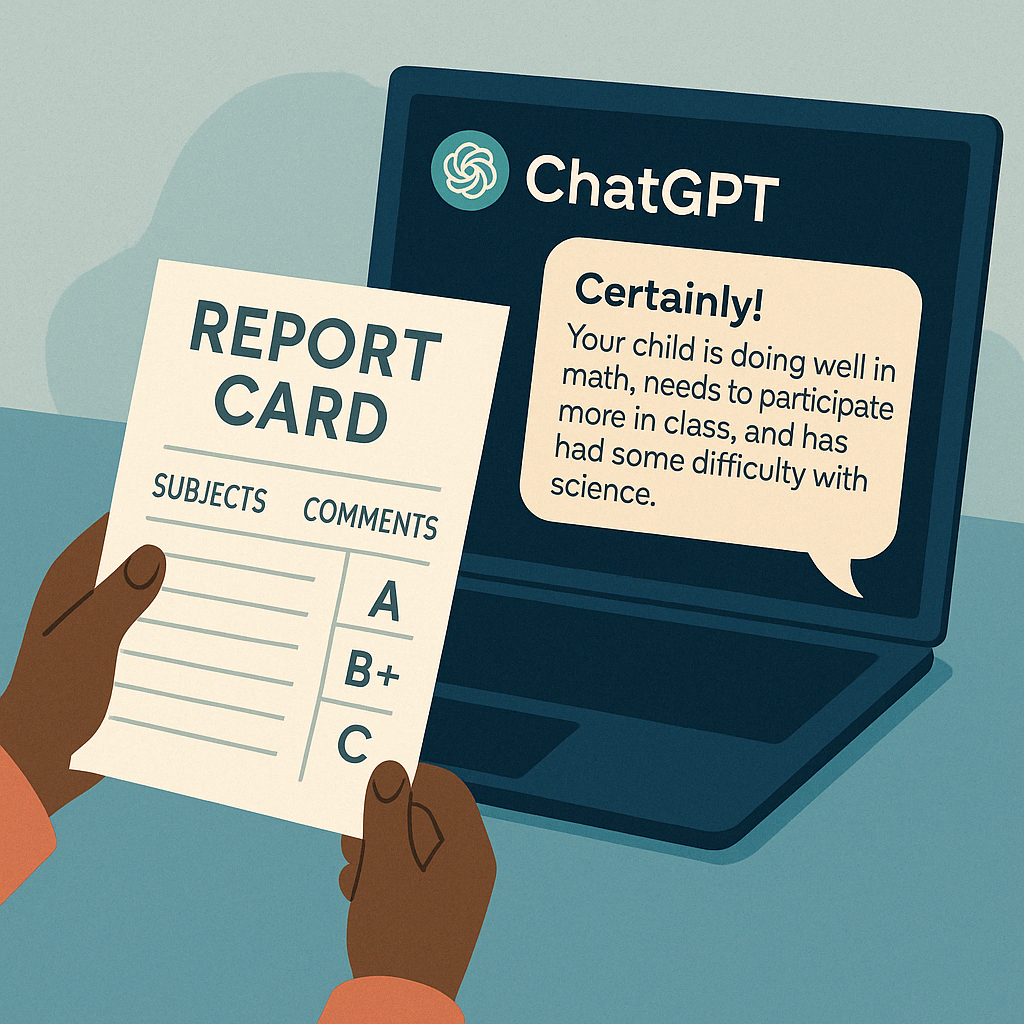 REPORT
CARD
SUBJECTS COMMENTS
A
B+
C
ChatGPT
Certainly!
Your child is doing well in
math, needs to participate
more in class, and has
had some difficulty with
science.